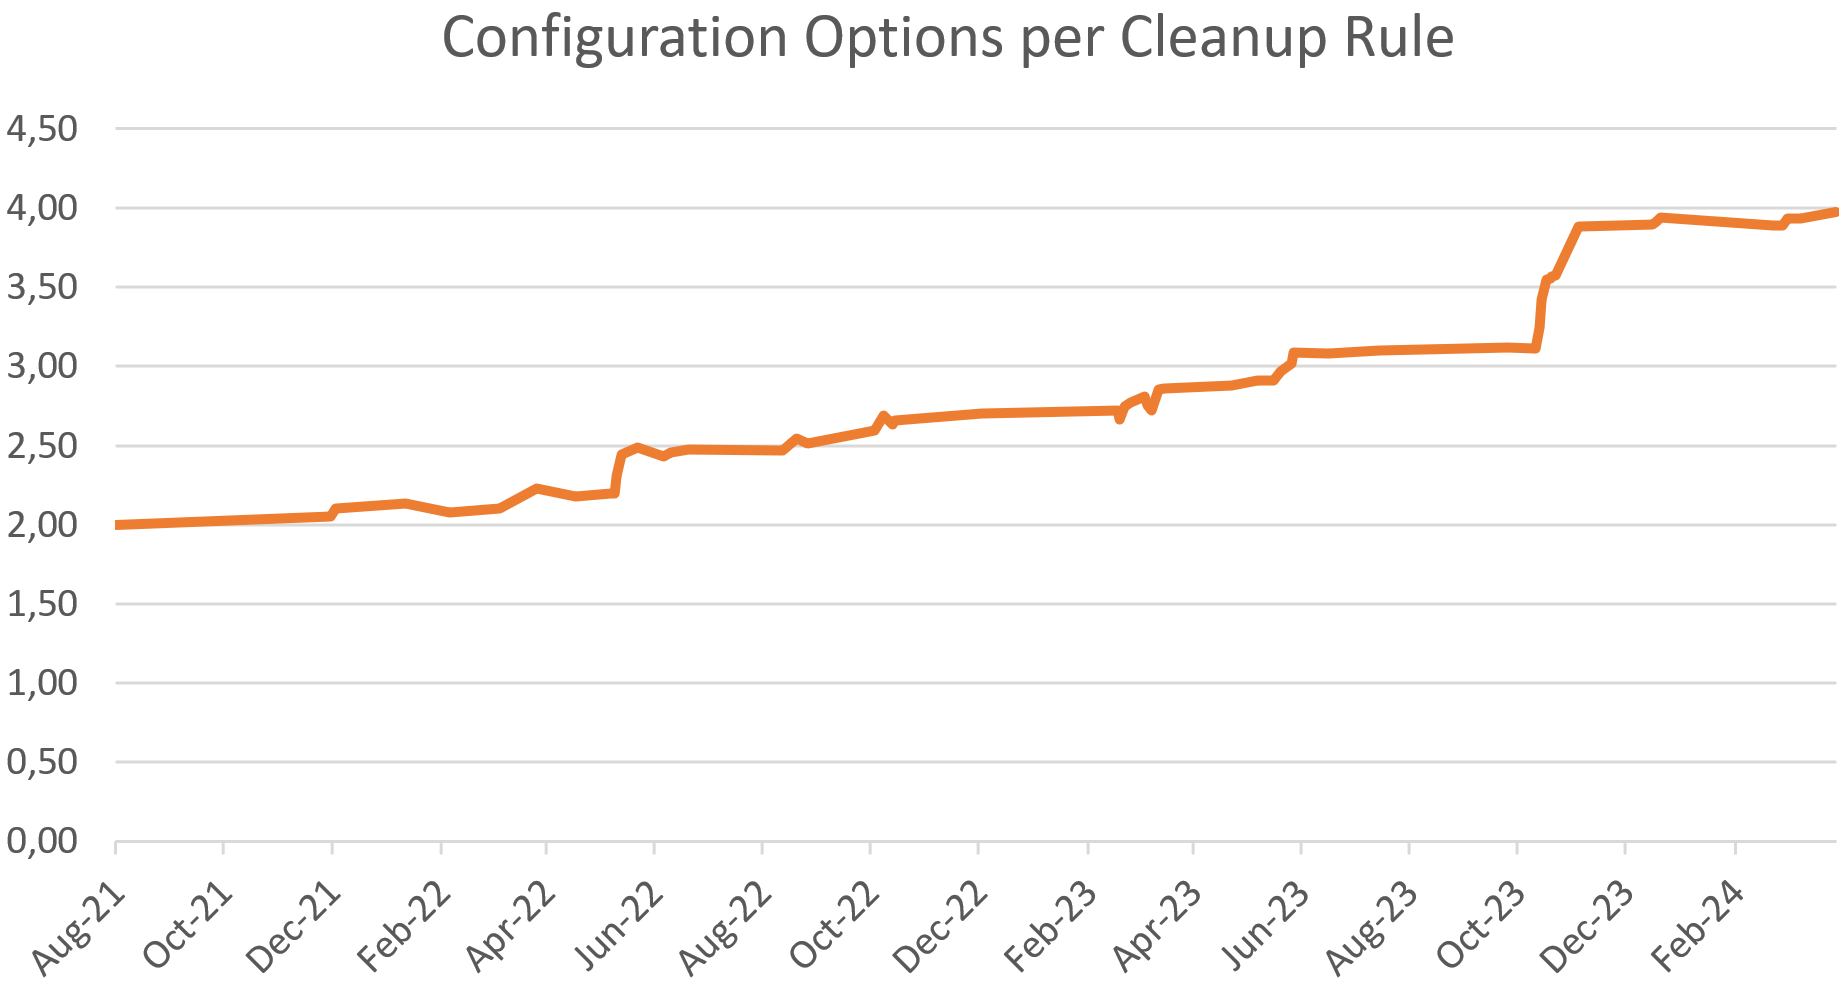 Configuration Options per Cleanup Rule
4,50
4,00
3,50
3,00
2,50
2,00
1,50
1,00
0,50
0,00
Aug-21
Oct-21
Dec-21
Feb-22
Apr-22
Jun-22
Aug-22
Oct-22
Dec-22
Feb-23
Apr-23
Jun-23
Aug-23
Oct-23
Dec-23
Feb-24